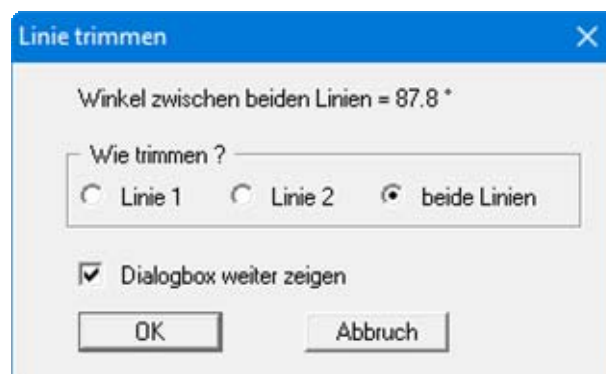 Linie trimmen
Winkel zwischen beiden Linien = 87.8 °
Wie trimmen ?
Linie 1 Linie 2 beide Linien
Dialogbox weiter zeigen
OK Abbruch